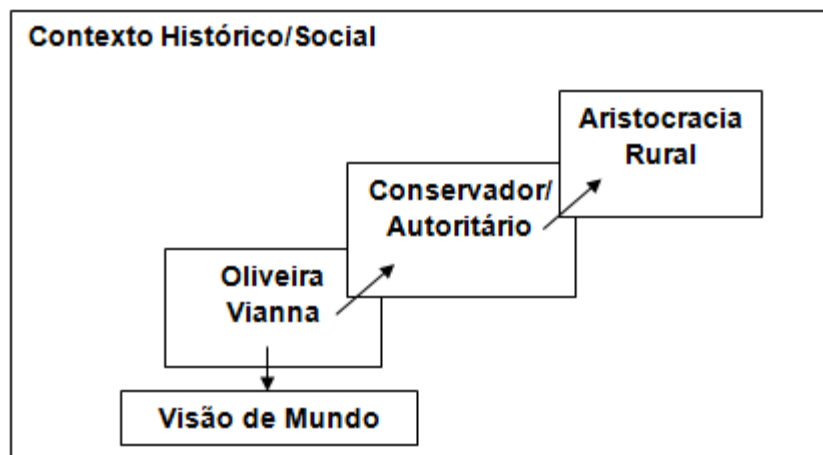 Contexto Histórico/Social
Aristocracia
Rural
Conservador/
Autoritário
Oliveira
Vianna
Visão de Mundo